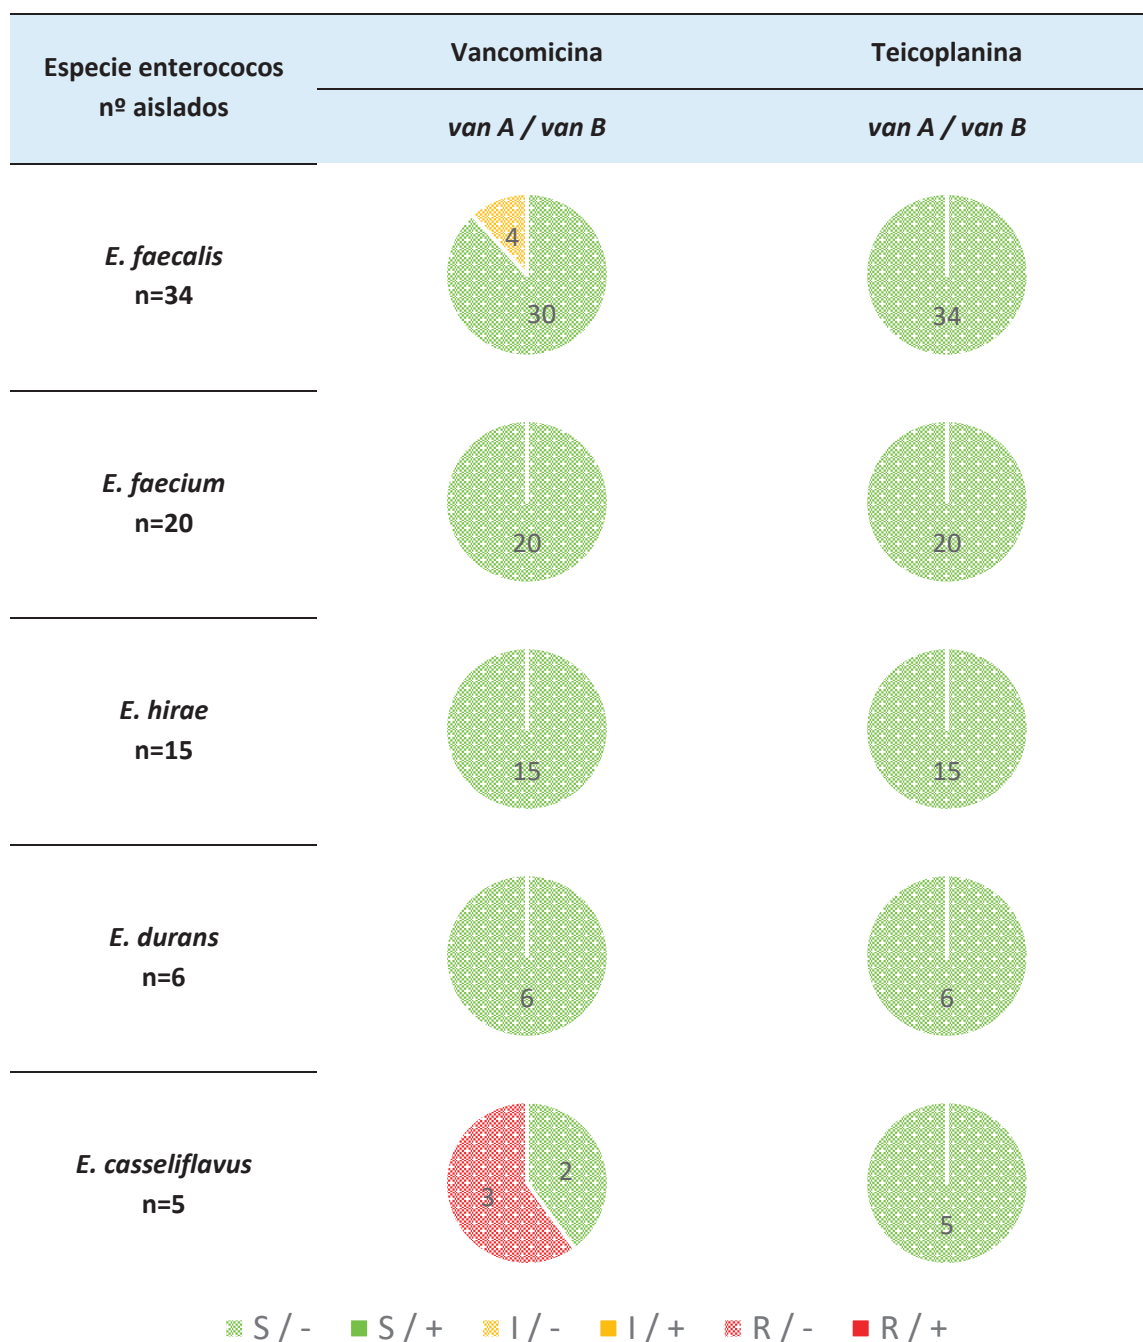 Especie enterococos
nº aislados
Vancomicina
Teicoplanina
van A / van B
van A / van B
E. faecalis
n=34
4
30
34
E. faecium
n=20
20
20
E. hirae
n=15
15
15
E. durans
n=6
6
6
E. casseliflavus
n=5
3
2
5
S / - S / + I / - I / + R / - R / +